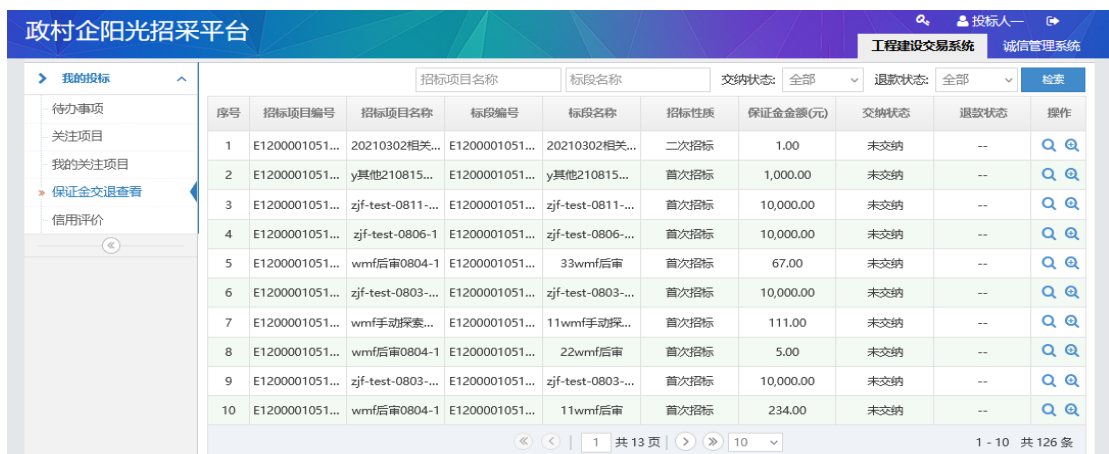 政村企阳光招采平台
投标人一
工程建设交易系统 诚信管理系统
我的投标
待办事项
关注项目
我的关注项目
保证金交退查看
信用评价
招标项目名称 标段名称 交纳状态: 全部 退款状态: 全部 检索
序号 招标项目编号 招标项目名称 标段编号 标段名称 招标性质 保证金金额(元) 交纳状态 退款状态 操作
1 E1200001051... 20210302相关... E1200001051... 20210302相关... 二次招标 1.00 未交纳 --
2 E1200001051... y其他210815... E1200001051... y其他210815... 首次招标 1,000.00 未交纳 --
3 E1200001051... zjf-test-0811-... E1200001051... zjf-test-0811-... 首次招标 10,000.00 未交纳 --
4 E1200001051... zjf-test-0806-1 E1200001051... zjf-test-0806-... 首次招标 10,000.00 未交纳 --
5 E1200001051... wmf后审0804-1 E1200001051... 33wmf后审 首次招标 67.00 未交纳 --
6 E1200001051... zjf-test-0803-... E1200001051... zjf-test-0803-... 首次招标 10,000.00 未交纳 --
7 E1200001051... wmf手动探索... E1200001051... 11wmf手动探... 首次招标 111.00 未交纳 --
8 E1200001051... wmf后审0804-1 E1200001051... 22wmf后审 首次招标 5.00 未交纳 --
9 E1200001051... zjf-test-0803-... E1200001051... zjf-test-0803-... 首次招标 10,000.00 未交纳 --
10 E1200001051... wmf后审0804-1 E1200001051... 11wmf后审 首次招标 234.00 未交纳 --
1 共 13 页 10 1 - 10 共 126 条